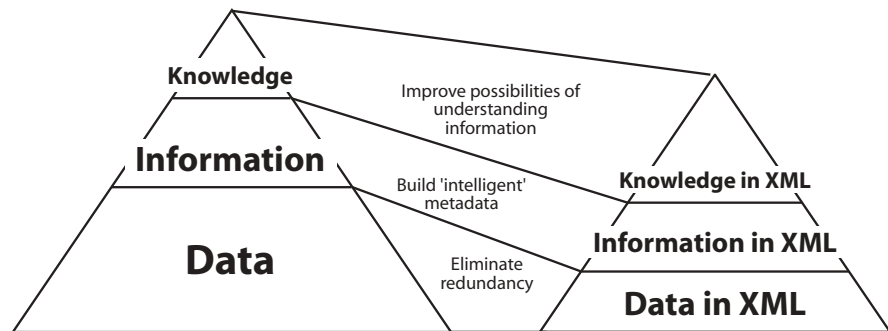 Knowledge
Information
Data
Improve possibilities of
understanding
information
Build 'intelligent'
metadata
Eliminate
redundancy
Knowledge in XML
Information in XML
Data in XML